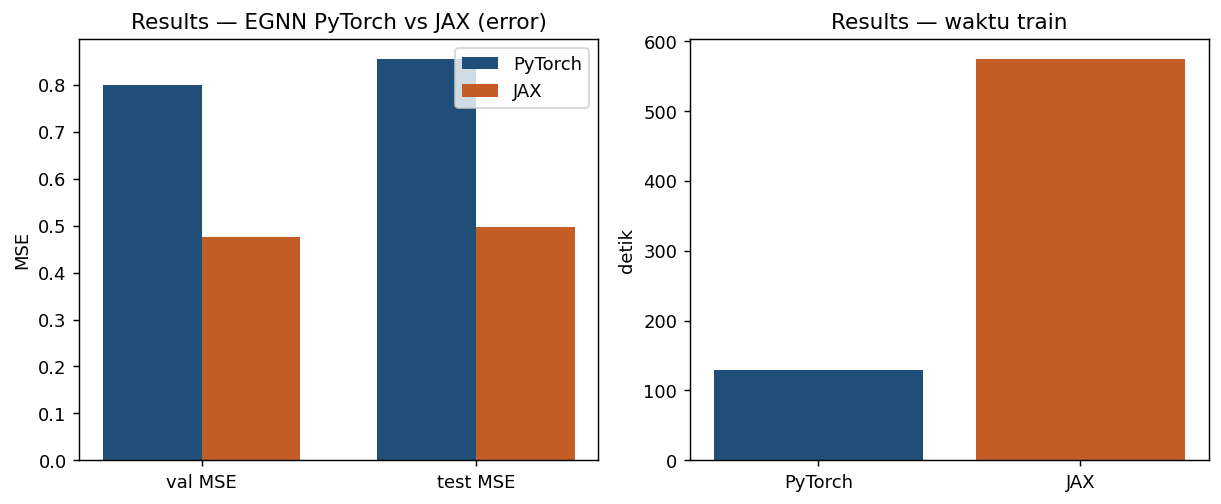 Results — EGNN PyTorch vs JAX (error)
PyTorch
JAX
MSE
0.8
0.7
0.6
0.5
0.4
0.3
0.2
0.1
0.0
val MSE
test MSE
Results — waktu train
detik
600
500
400
300
200
100
0
PyTorch
JAX